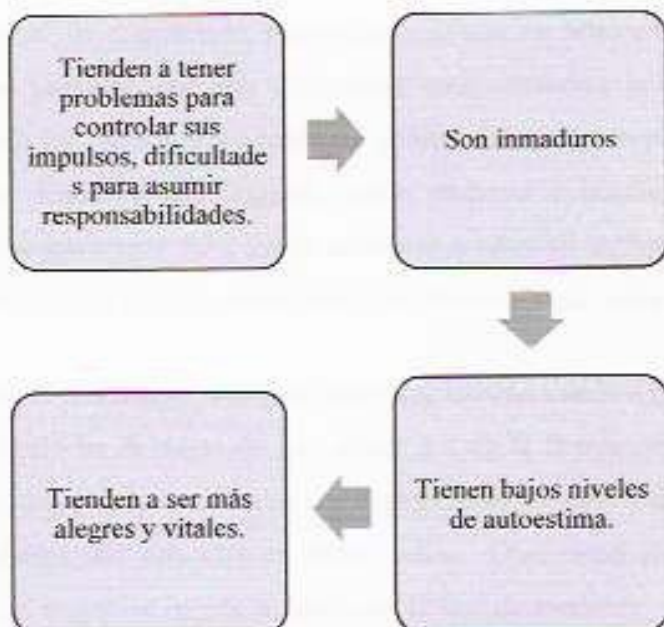 Tienden a tener
problemas para
controlar sus
impulsos, dificultade
s para asumir
responsabilidades.
Son inmaduros
Tienen bajos niveles
de autoestima.
Tienden a ser más
alegres y vitales.